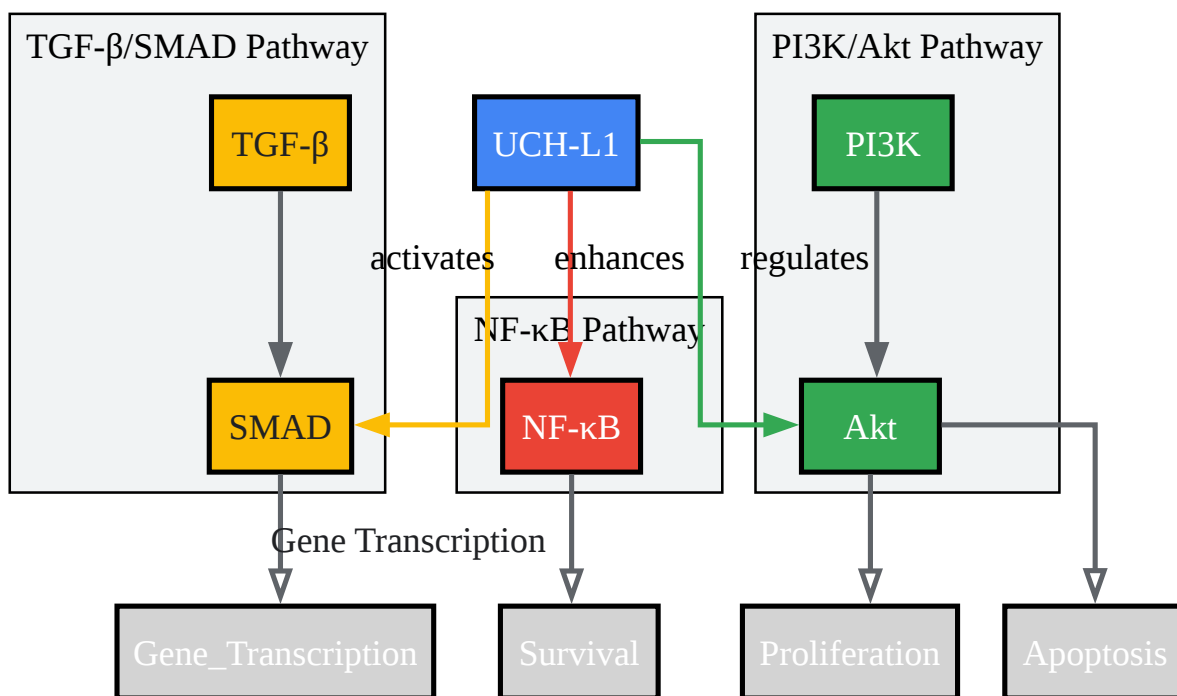 TGF-β/SMAD Pathway
PI3K/Akt Pathway
TGF-β
UCH-L1
PI3K
activates
enhances
regulates
NF-κB Pathway
SMAD
NF-κB
Akt
Gene Transcription
Gene_Transcription
Survival
Proliferation
Apoptosis